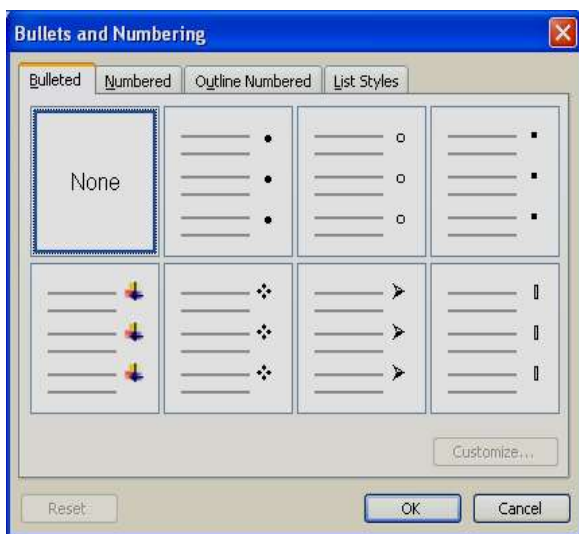 Bullets and Numbering
Bulleted Numbered Outline Numbered List Styles
None
Customize...
Reset OK Cancel